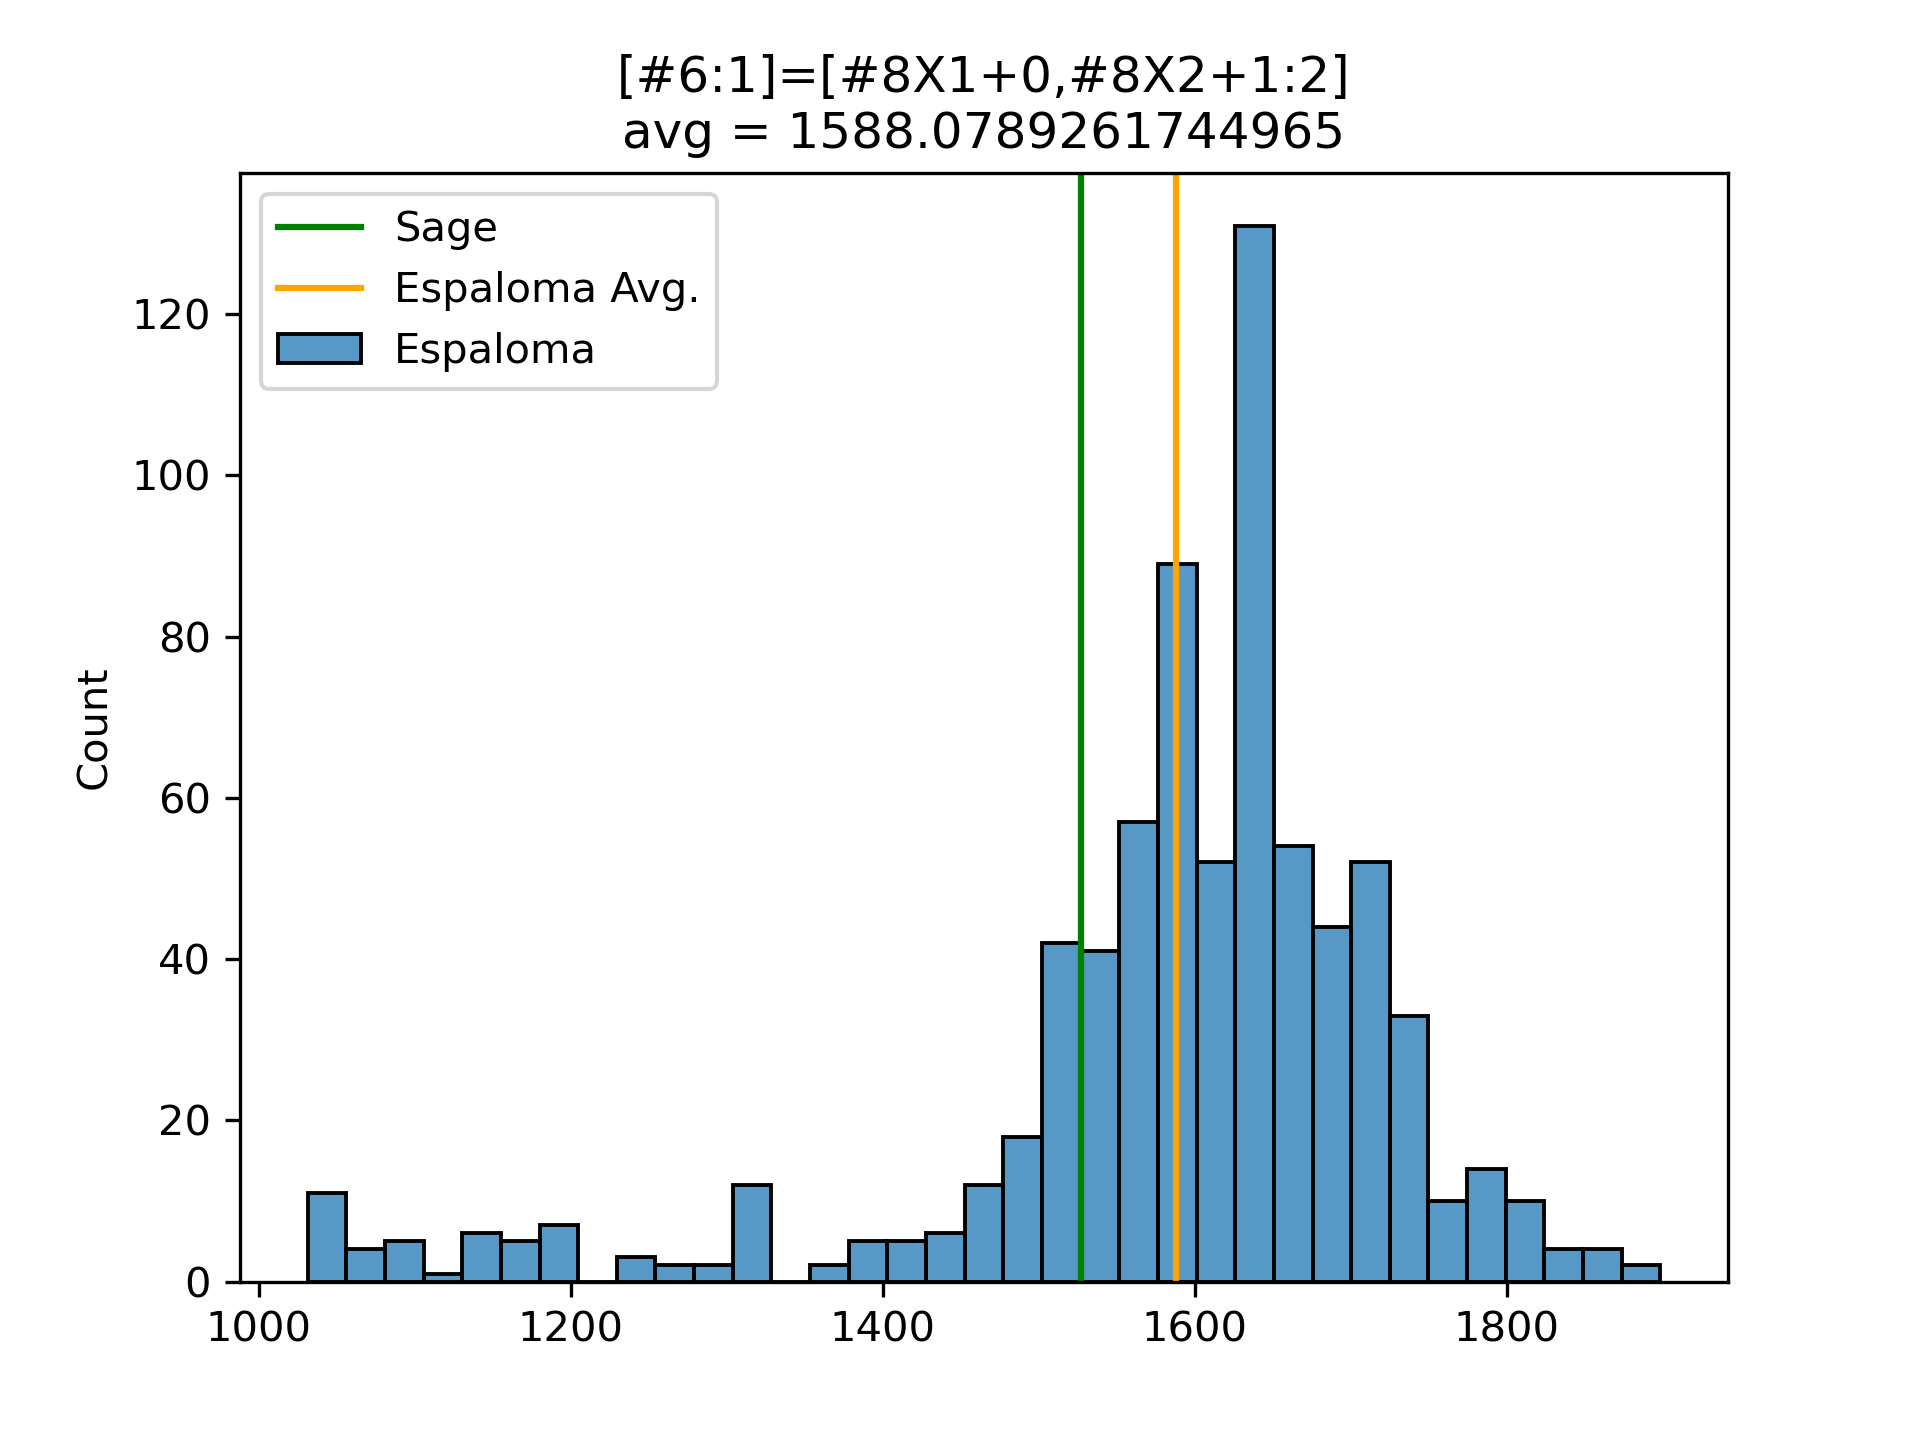 [#6:1]=[#8X1+0,#8X2+1:2]
avg = 1588.0789261744965
Sage
Espaloma Avg.
Espaloma
120
100
80
60
40
20
0
Count
1000 1200 1400 1600 1800